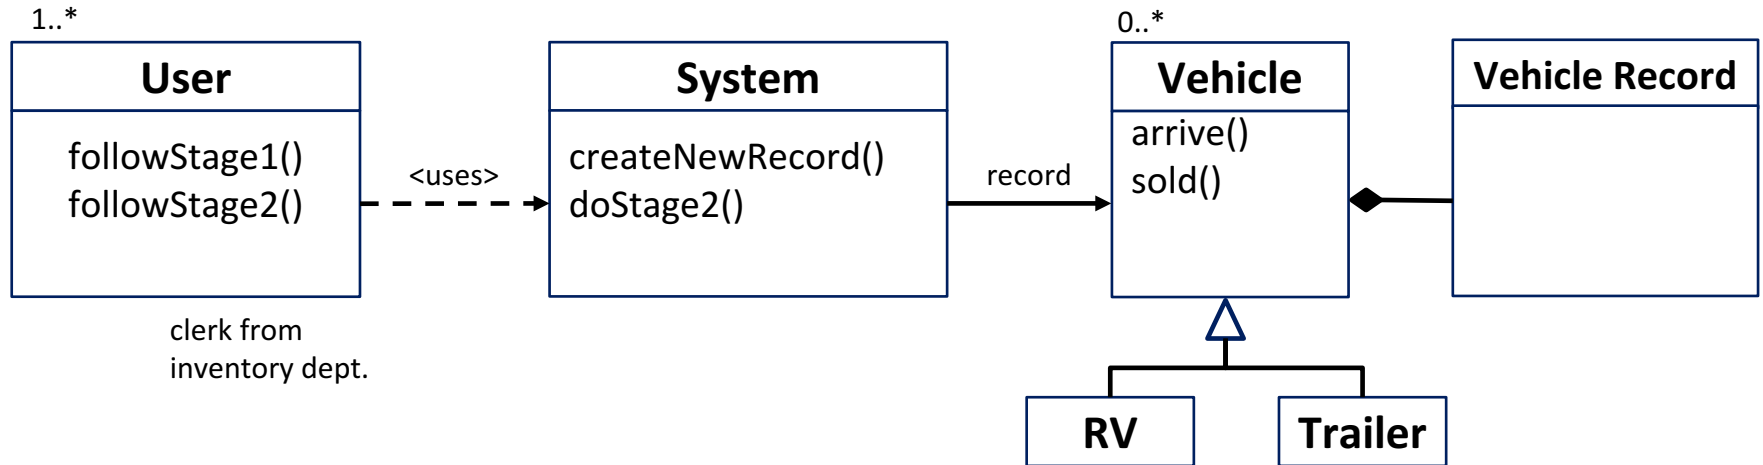 1..*
User
followStage1()
followStage2()
clerk from
inventory dept.
<uses>
System
createNewRecord()
doStage2()
record
0..*
Vehicle
arrive()
sold()
Vehicle Record
RV
Trailer